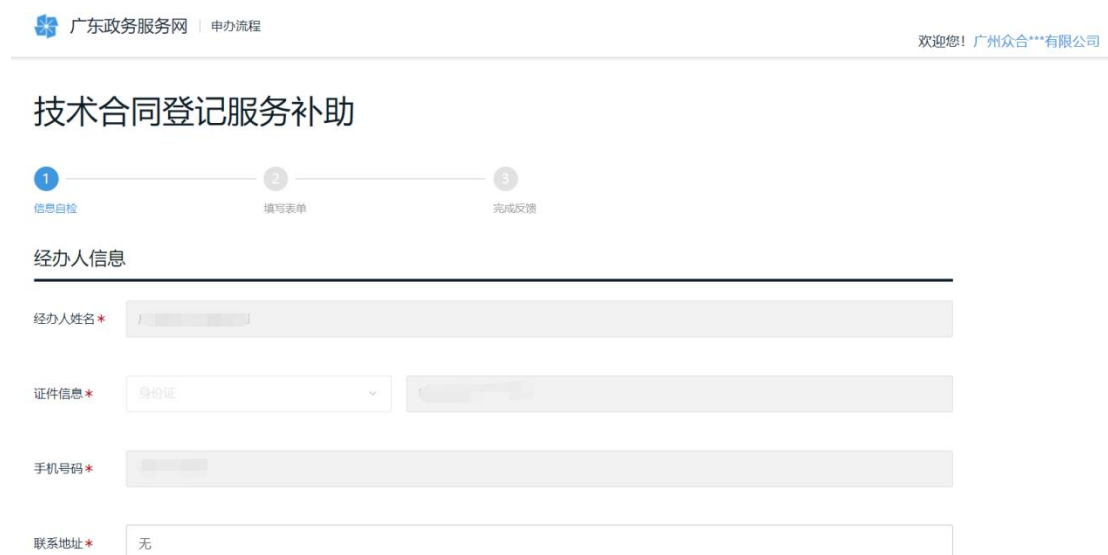 广东政务服务网 | 申办流程
欢迎您！广州众合***有限公司
技术合同登记服务补助
1 2 3
信息自检 填写表单 完成反馈
经办人信息
经办人姓名*
证件信息* 身份证
手机号码*
联系地址* 无